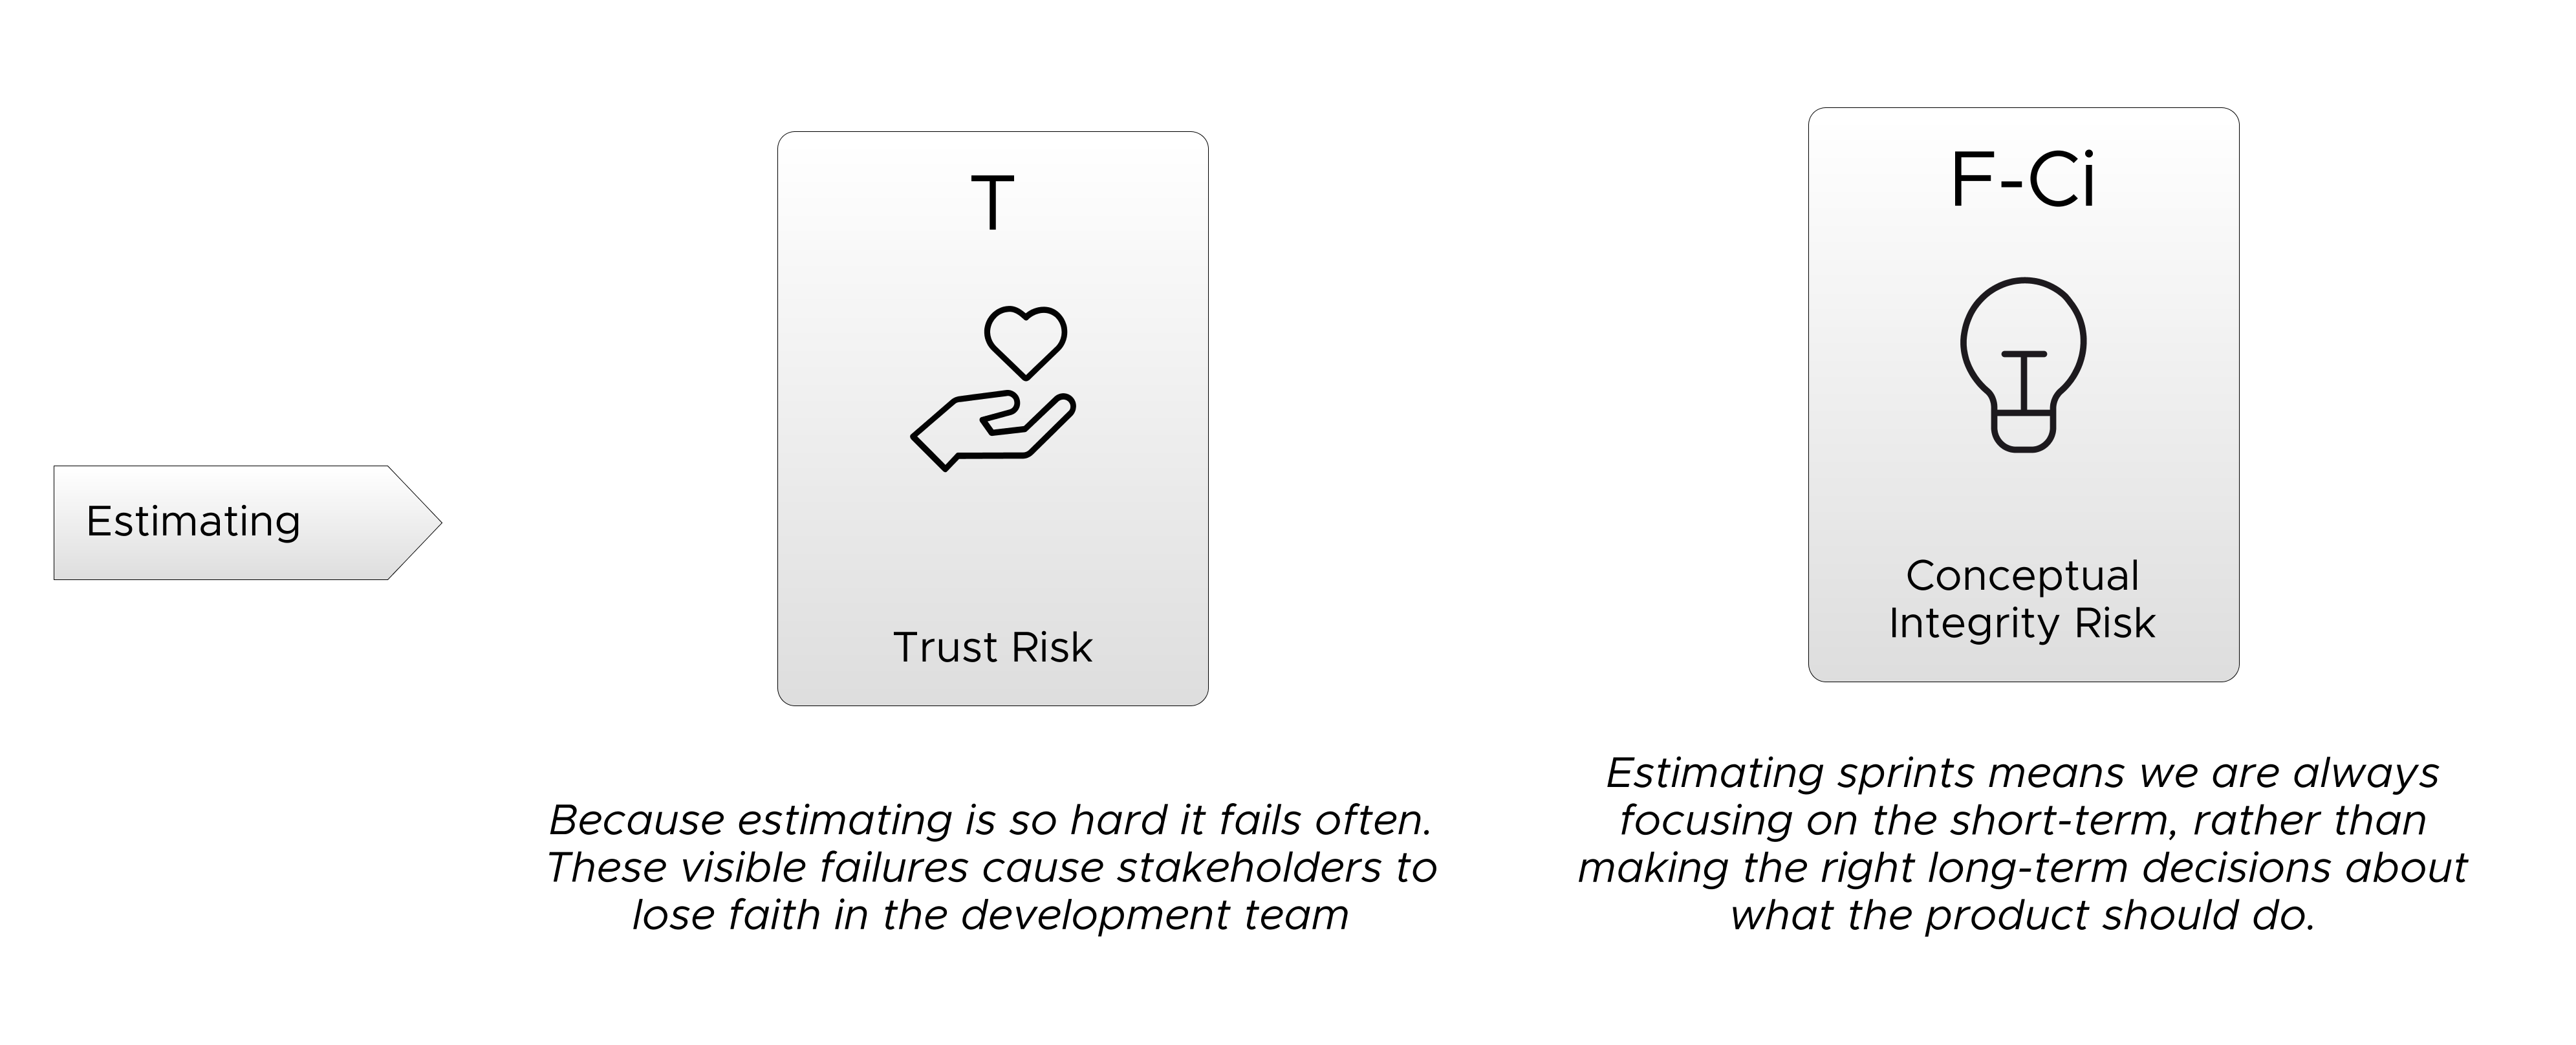 Estimating
T
Trust Risk
Because estimating is so hard it fails often.
These visible failures cause stakeholders to
lose faith in the development team
F-Ci
Conceptual
Integrity Risk
Estimating sprints means we are always
focusing on the short-term, rather than
making the right long-term decisions about
what the product should do.